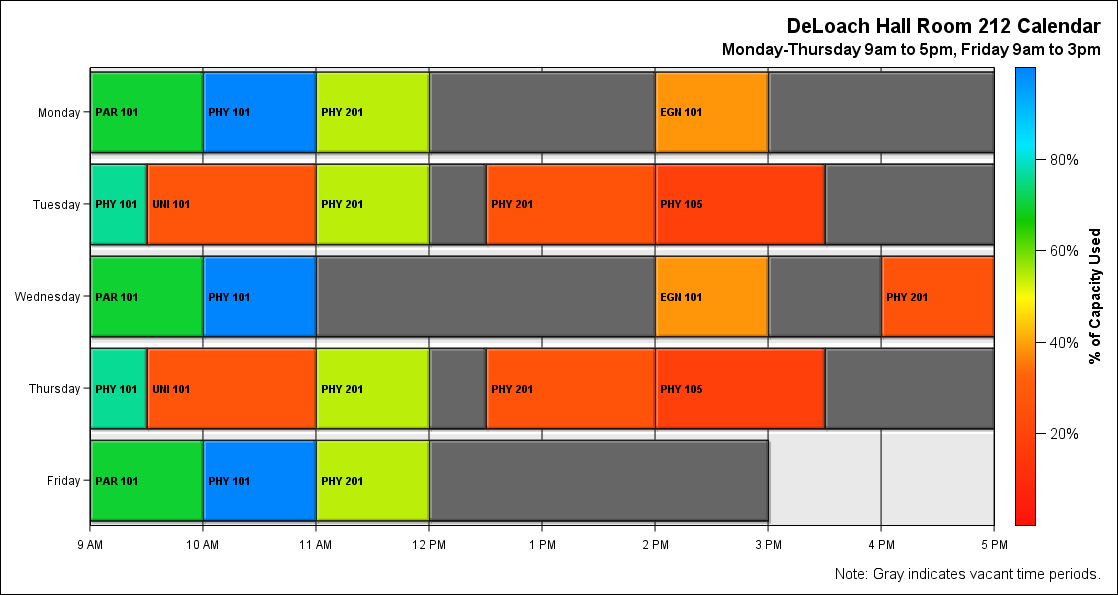 DeLoach Hall Room 212 Calendar
Monday-Thursday 9am to 5pm, Friday 9am to 3pm
Monday
PAR 101
PHY 101
PHY 201
EGN 101
Tuesday
PHY 101
UNI 101
PHY 201
PHY 201
PHY 105
Wednesday
PAR 101
PHY 101
EGN 101
PHY 201
Thursday
PHY 101
UNI 101
PHY 201
PHY 201
PHY 105
Friday
PAR 101
PHY 101
PHY 201
9 AM
10 AM
11 AM
12 PM
1 PM
2 PM
3 PM
4 PM
5 PM
80%
60%
40%
20%
% of Capacity Used
Note: Gray indicates vacant time periods.